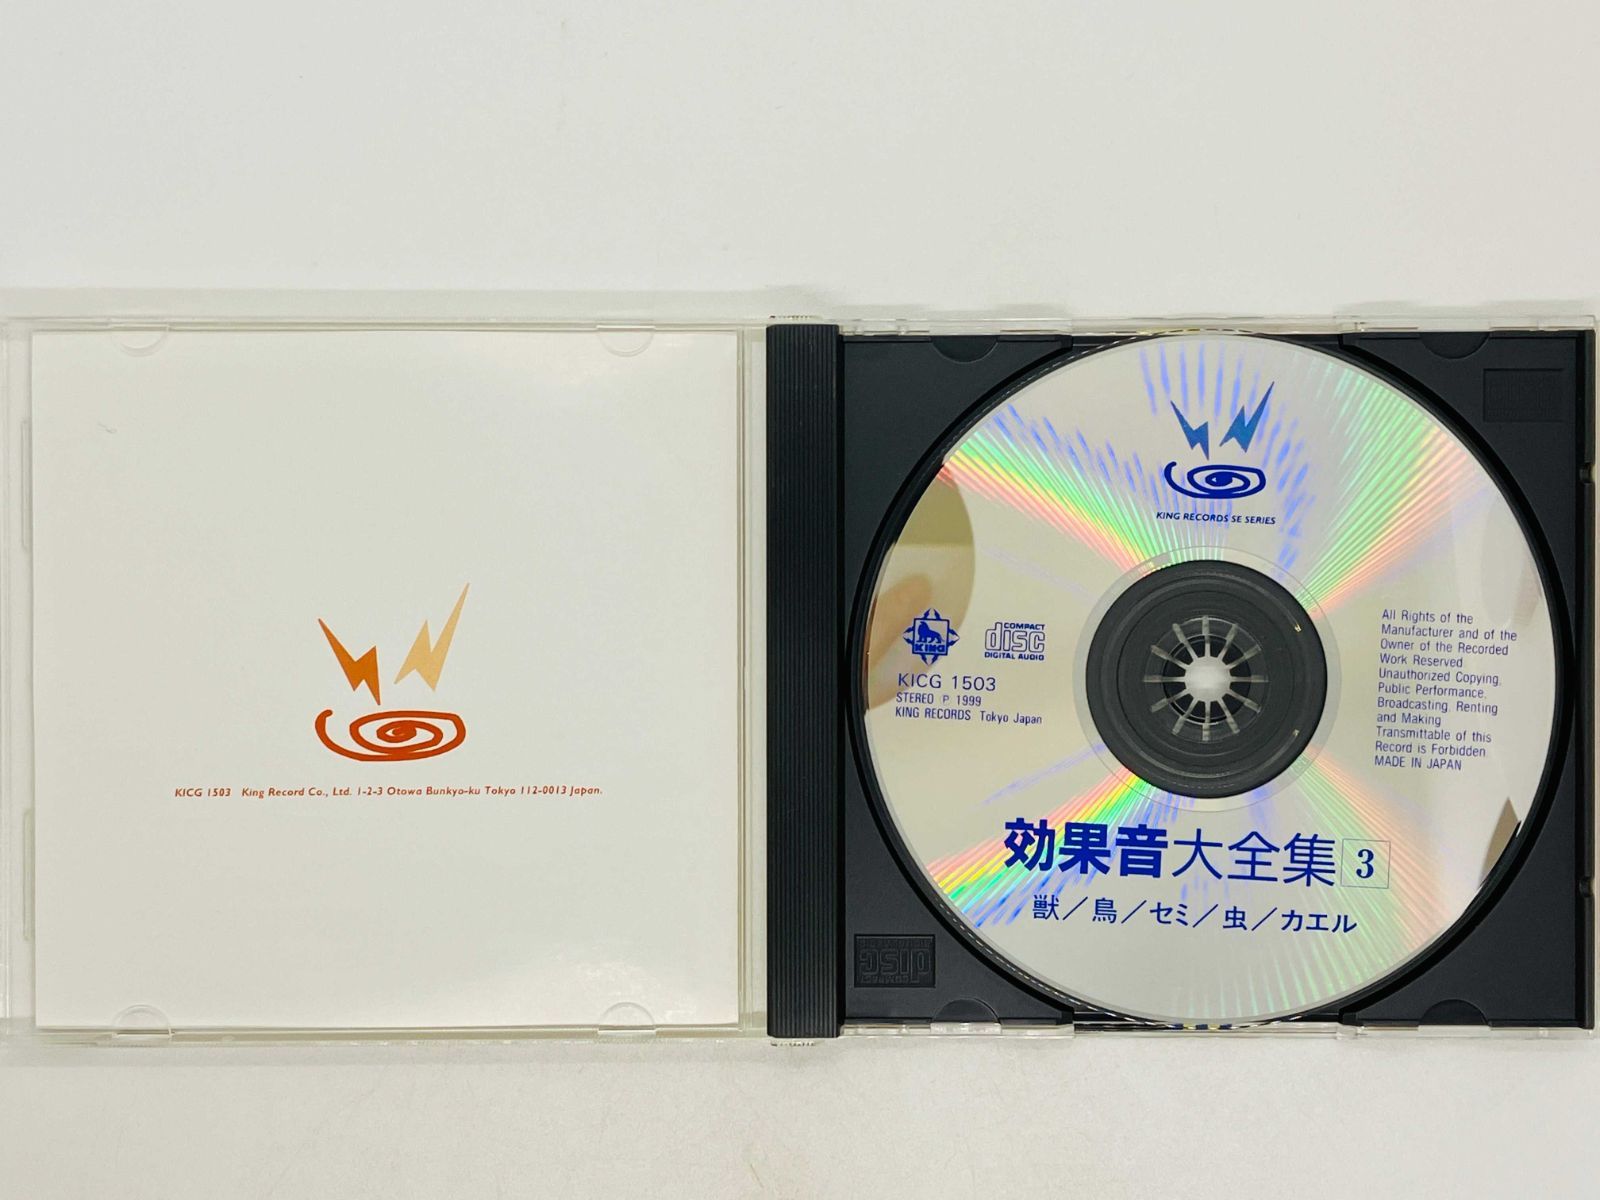 KICG 1503 King Record Co., Ltd. 1-2-3 Otowa Bunkyo-ku Tokyo 112-0013 Japan.
KING RECORDS SE SERIES
KING
COMPACT
disc
DIGITAL AUDIO
KICG 1503
STEREO P 1999
KING RECORDS Tokyo Japan
All Rights of the
Manufacturer and of the
Owner of the Recorded
Work Reserved.
Unauthorized Copying,
Public Performance,
Broadcasting, Renting
and Making
Transmittable of this
Record is Forbidden.
MADE IN JAPAN
効果音大全集 3
獣/鳥/セミ/虫/カエル
COMPACT
disc